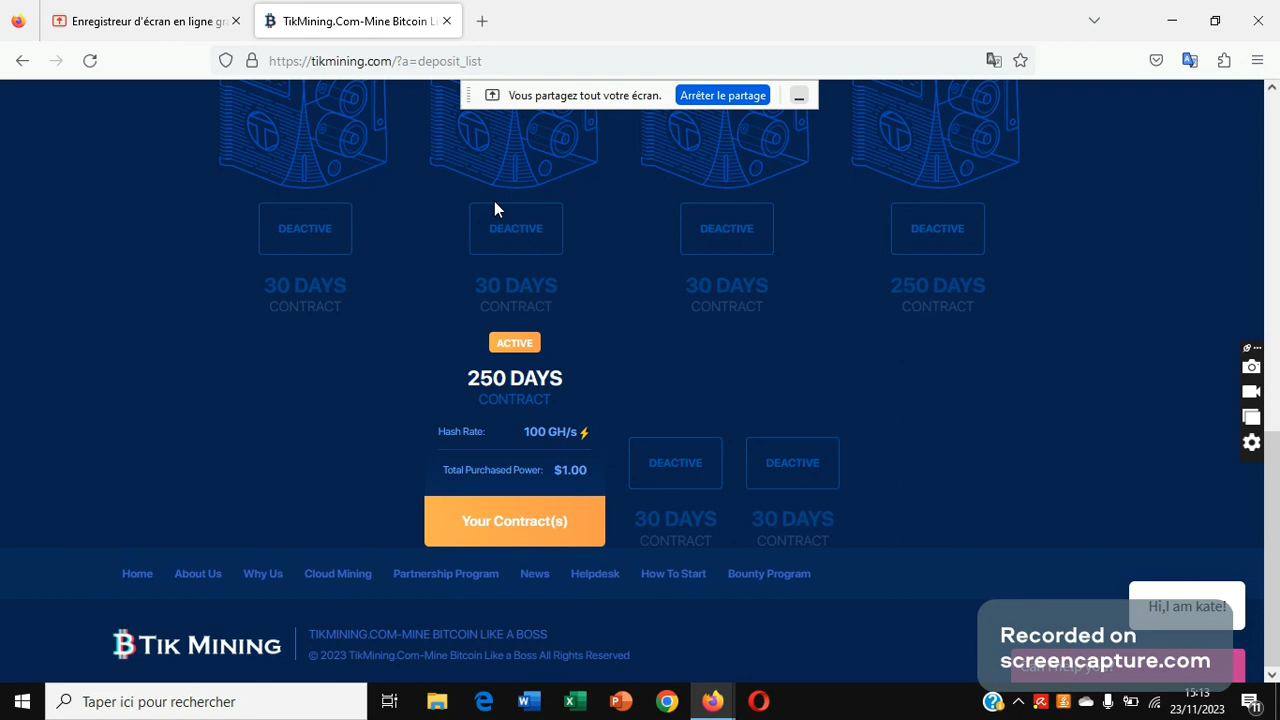 Enregistreur d'écran en ligne gr
TikMining.Com-Mine Bitcoin Li
https://tikmining.com/?a=deposit_list
Vous partagez tout votre écran.
Arrêter le partage
DEACTIVE
DEACTIVE
DEACTIVE
DEACTIVE
30 DAYS
30 DAYS
30 DAYS
250 DAYS
CONTRACT
CONTRACT
CONTRACT
CONTRACT
ACTIVE
250 DAYS
CONTRACT
Hash Rate:
100 GH/s
Total Purchased Power:
$1.00
DEACTIVE
DEACTIVE
Your Contract(s)
30 DAYS
30 DAYS
CONTRACT
CONTRACT
Home
About Us
Why Us
Cloud Mining
Partnership Program
News
Helpdesk
How To Start
Bounty Program
Hi,I am kate!
TIK MINING
TIKMINING.COM-MINE BITCOIN LIKE A BOSS
© 2023 TikMining.Com-Mine Bitcoin Like a Boss All Rights Reserved
Recorded on
screencapture.com
Taper ici pour rechercher
15:13
23/11/2023
11